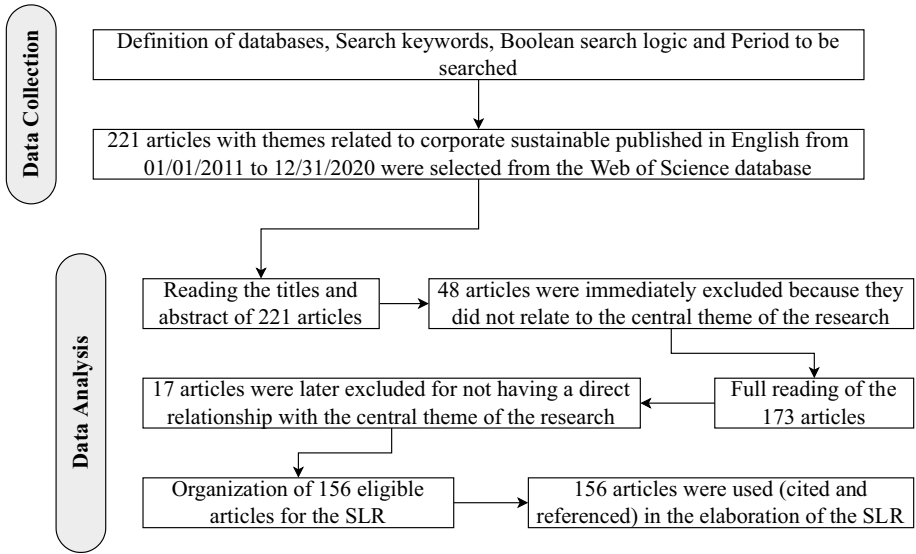 Data Collection
Definition of databases, Search keywords, Boolean search logic and Period to be
searched
221 articles with themes related to corporate sustainable published in English from
01/01/2011 to 12/31/2020 were selected from the Web of Science database
Data Analysis
Reading the titles and
abstract of 221 articles
48 articles were immediately excluded because they
did not relate to the central theme of the research
Full reading of the
173 articles
17 articles were later excluded for not having a direct
relationship with the central theme of the research
Organization of 156 eligible
articles for the SLR
156 articles were used (cited and
referenced) in the elaboration of the SLR